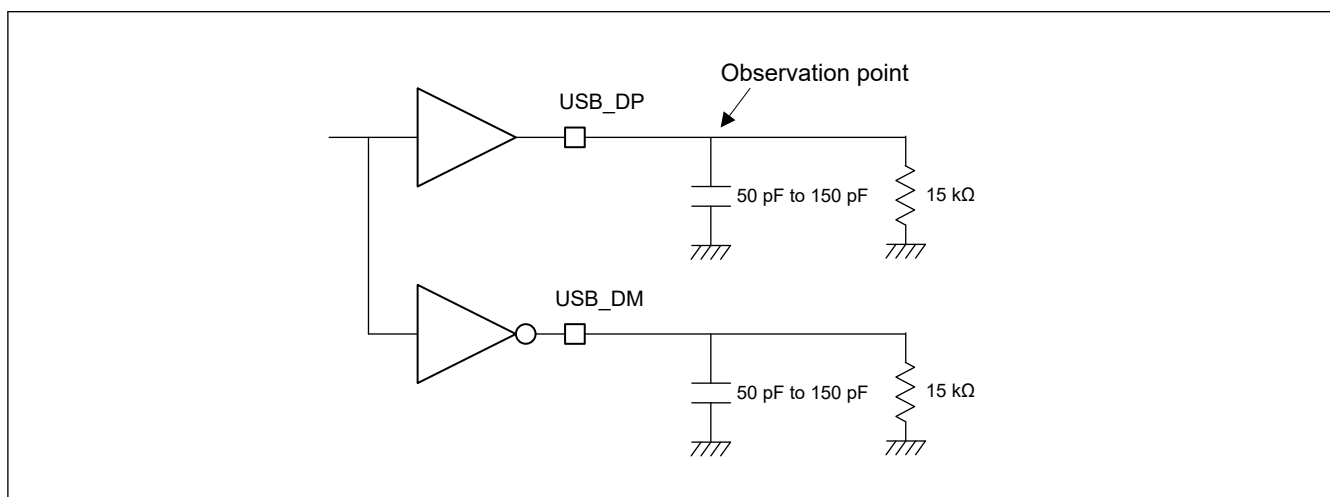 Observation point
USB_DP
50 pF to 150 pF
15 kΩ
USB_DM
50 pF to 150 pF
15 kΩ